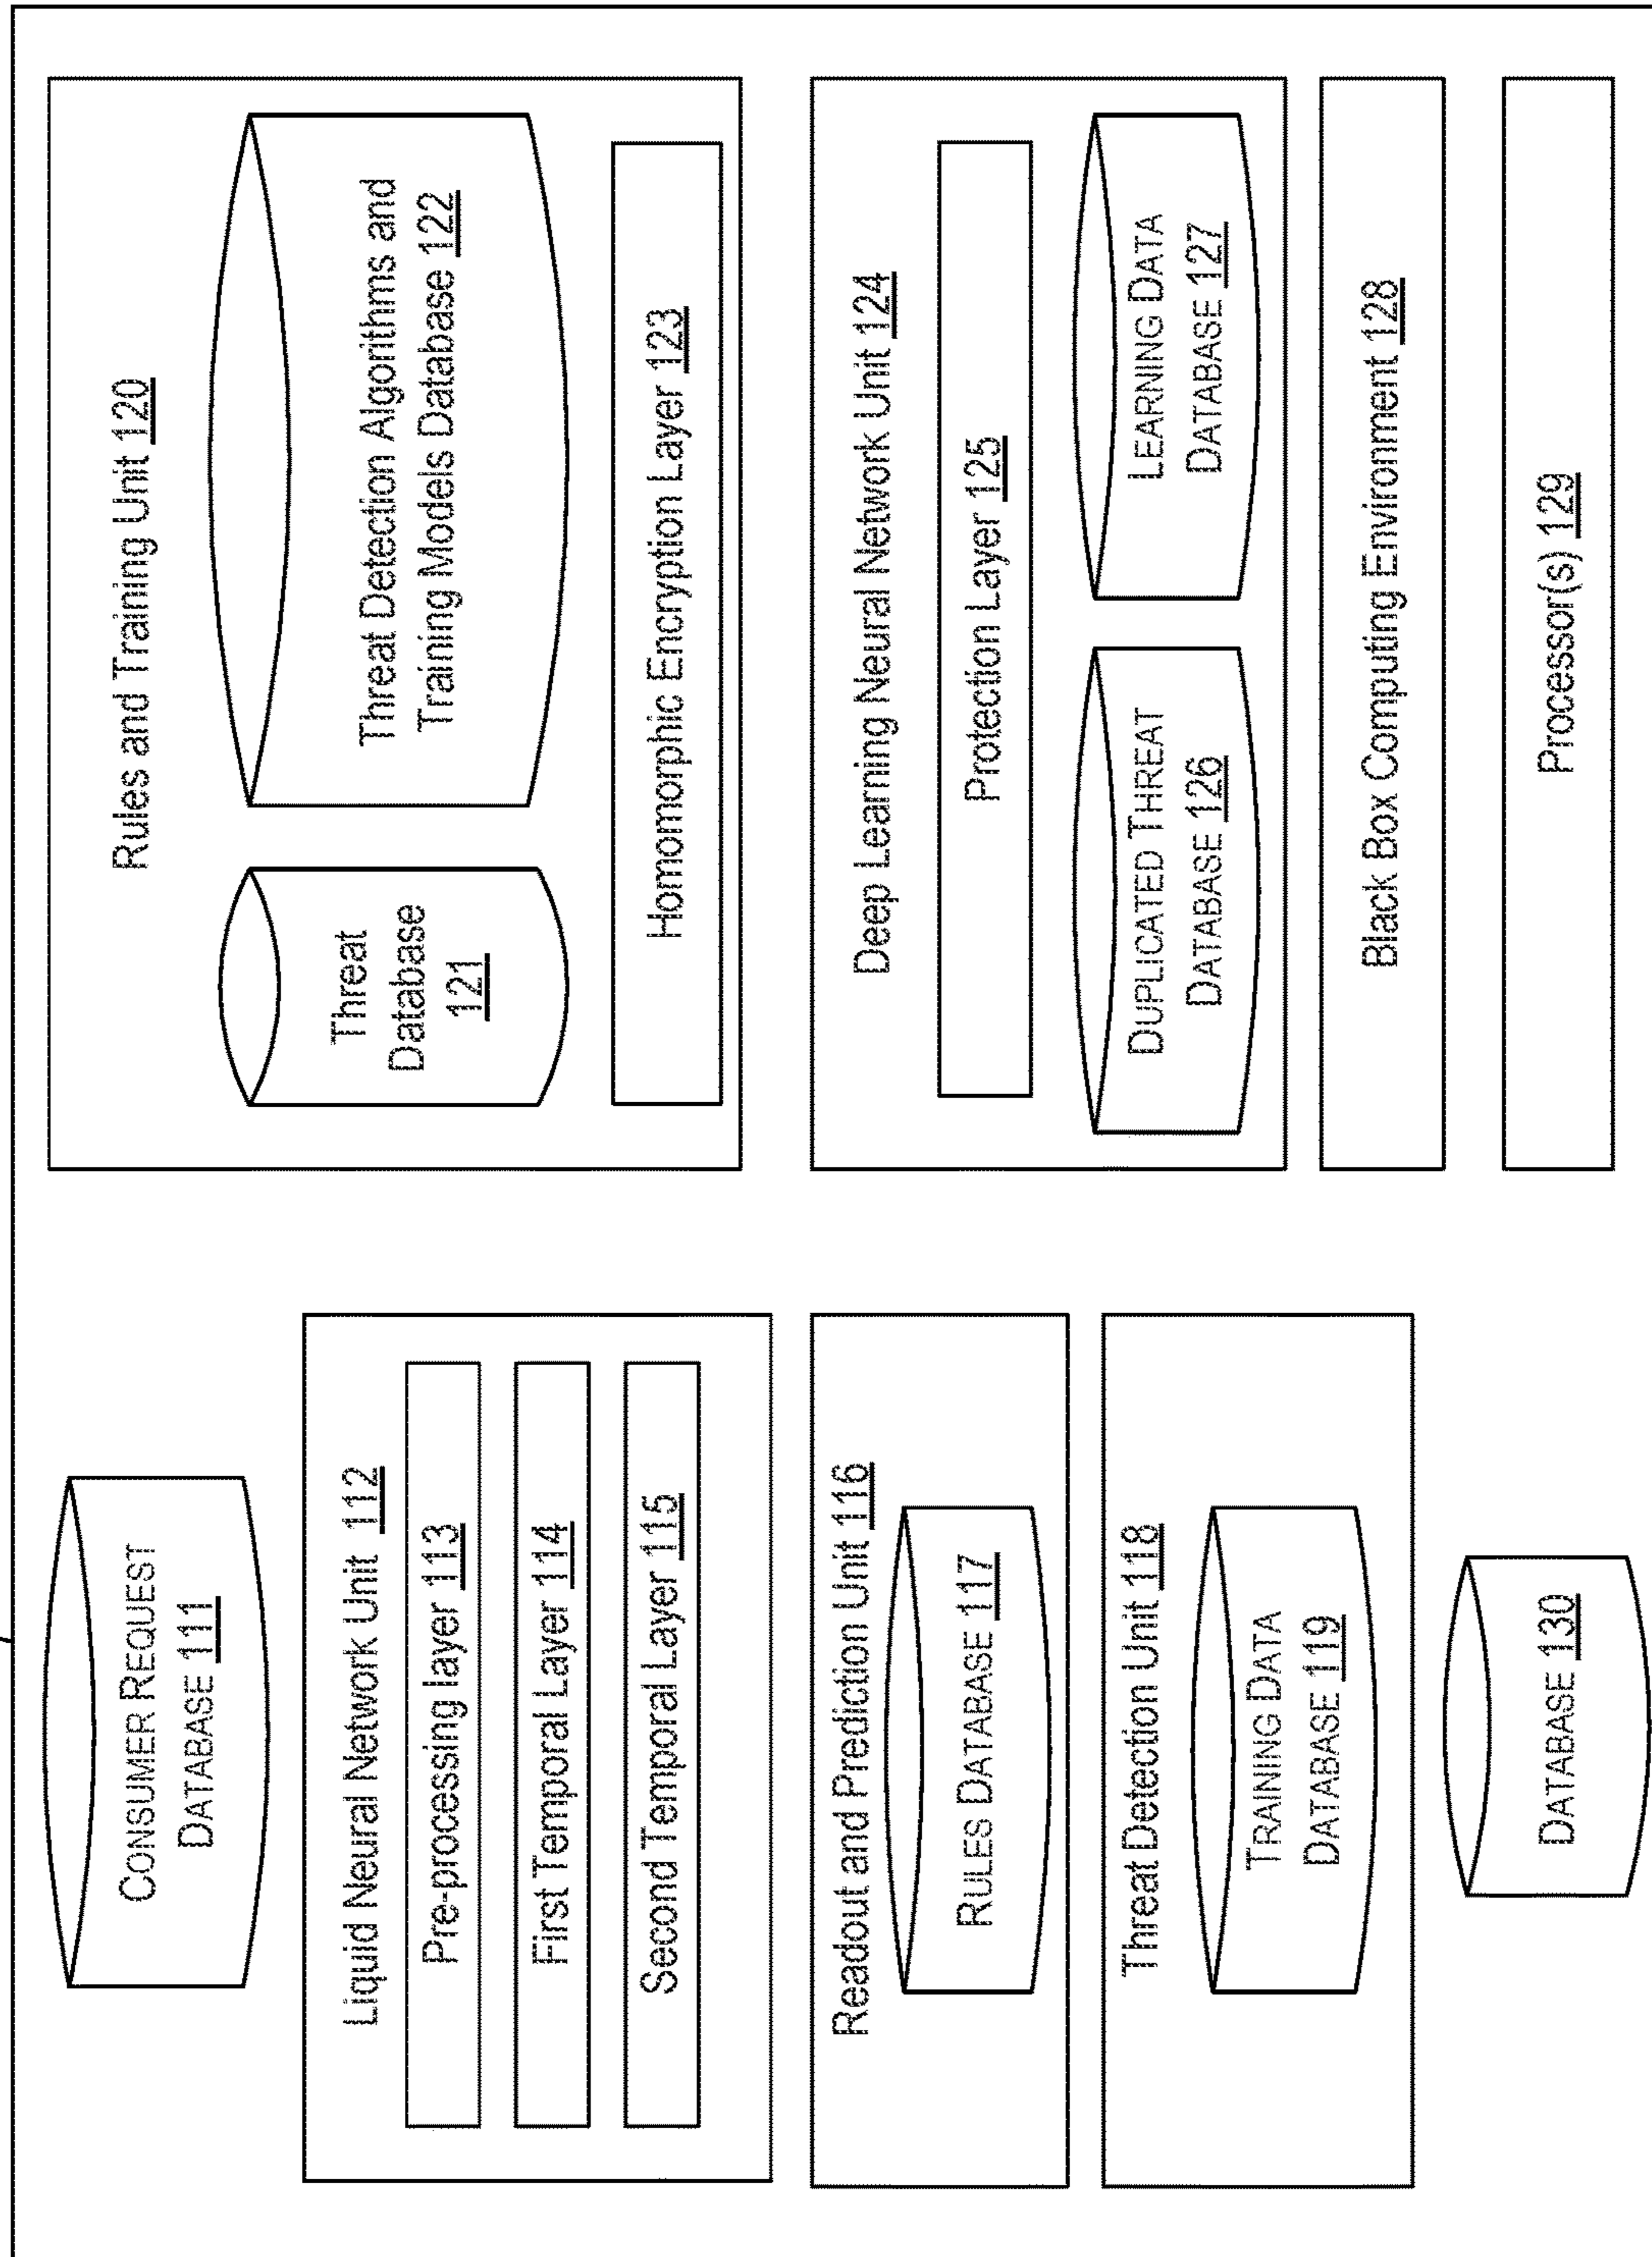 CONSUMER REQUEST
DATABASE 111
Liquid Neural Network Unit 112
Pre-processing layer 113
First Temporal Layer 114
Second Temporal Layer 115
Readout and Prediction Unit 116
RULES DATABASE 117
Threat Detection Unit 118
TRAINING DATA
DATABASE 119
DATABASE 130
Rules and Training Unit 120
Threat
Database
121
Threat Detection Algorithms and
Training Models Database 122
Homomorphic Encryption Layer 123
Deep Learning Neural Network Unit 124
Protection Layer 125
DUPLICATED THREAT
DATABASE 126
LEARNING DATA
DATABASE 127
Black Box Computing Environment 128
Processor(s) 129